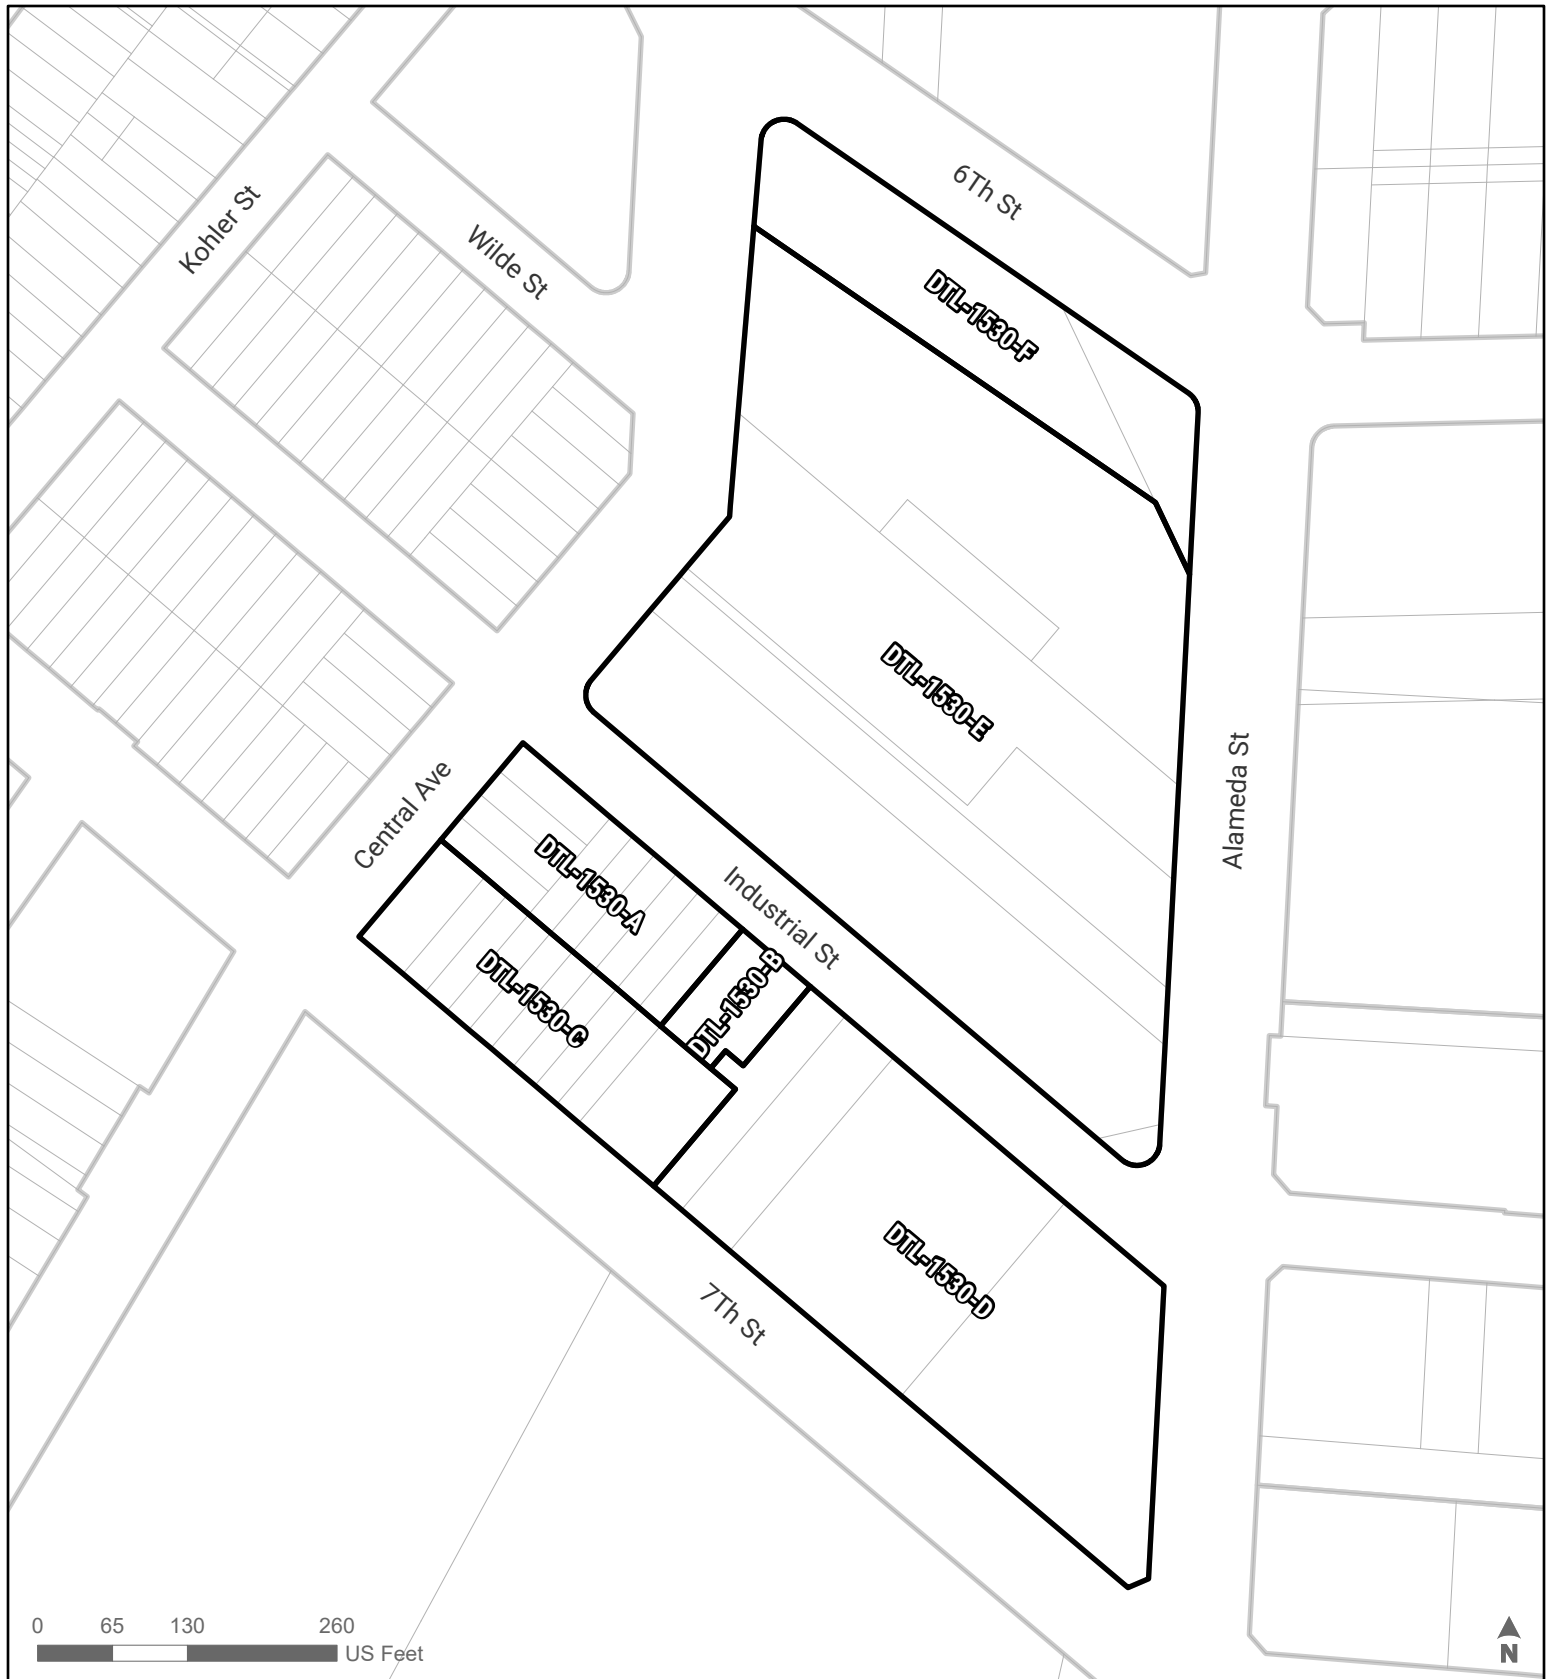 6Th St
Kohler St
Wilde St
DTL-1530-F
DTL-1530-E
Alameda St
Central Ave
DTL-1530-A
Industrial St
DTL-1530-B
DTL-1530-C
DTL-1530-D
7Th St
0 65 130 260
US Feet
N